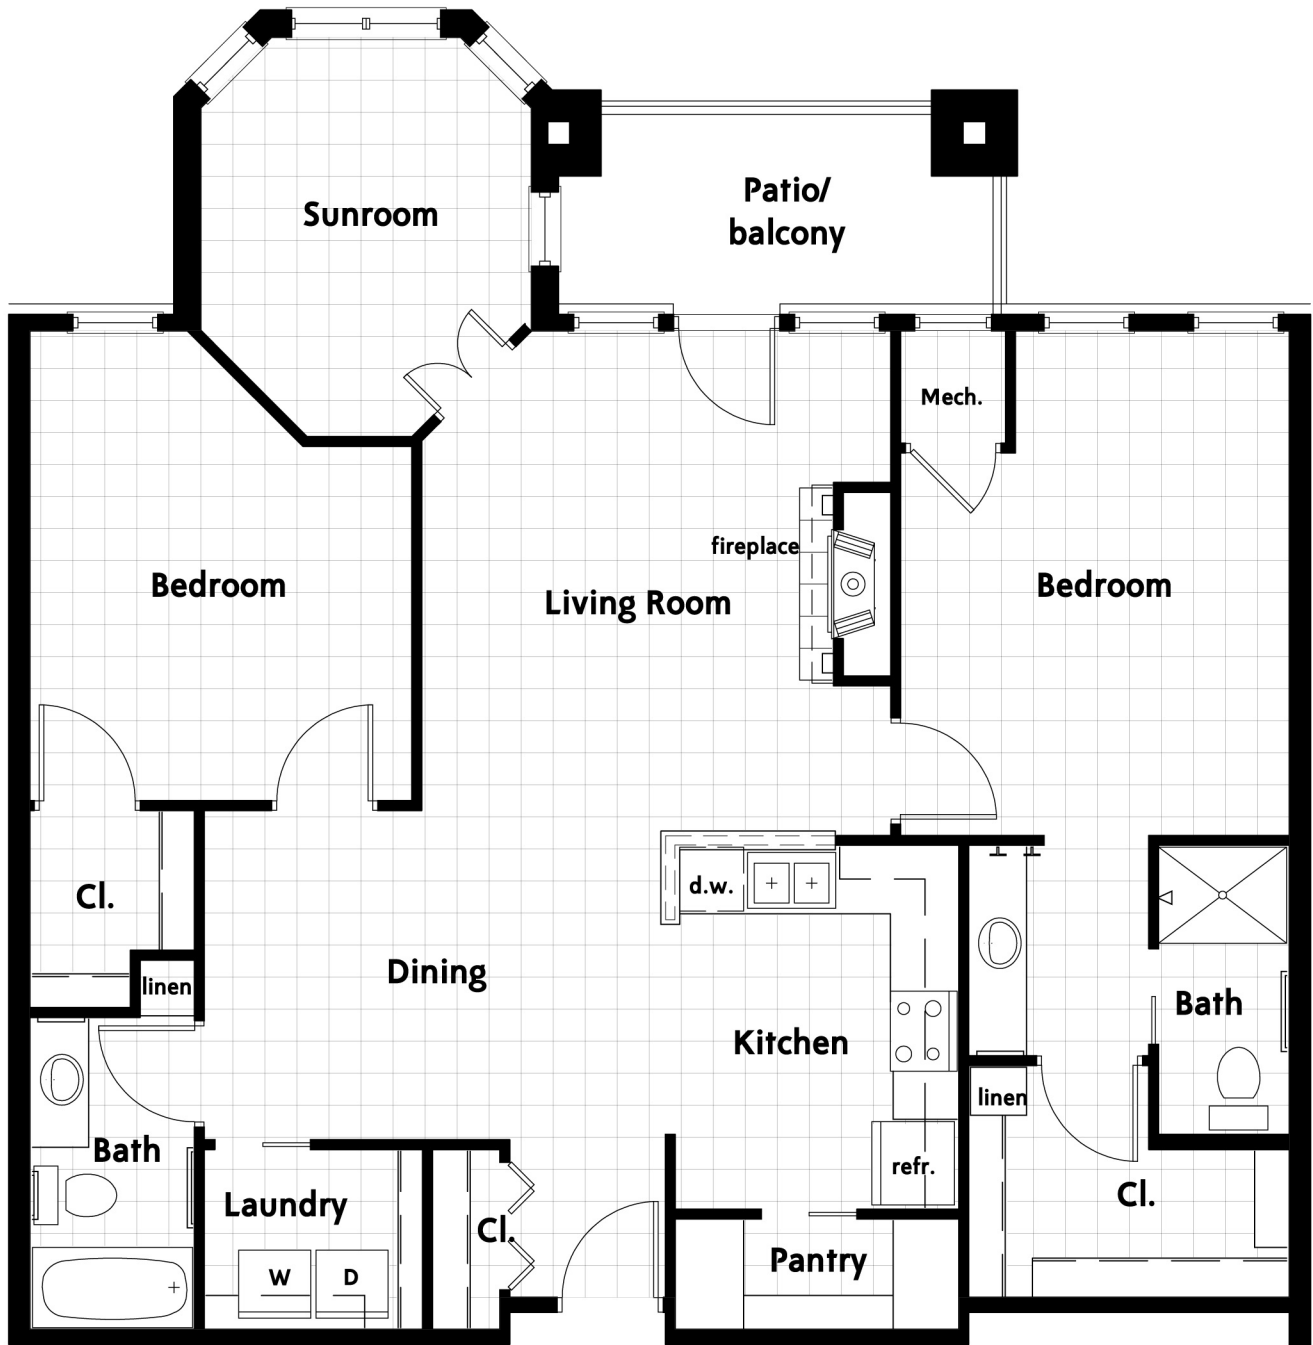 Patio/
balcony
Sunroom
Mech.
fireplace
Bedroom
Living Room
Bedroom
d.w.
Cl.
Dining
linen
Bath
Kitchen
linen
Bath
refr.
Laundry
Cl.
Cl.
Pantry
W
D